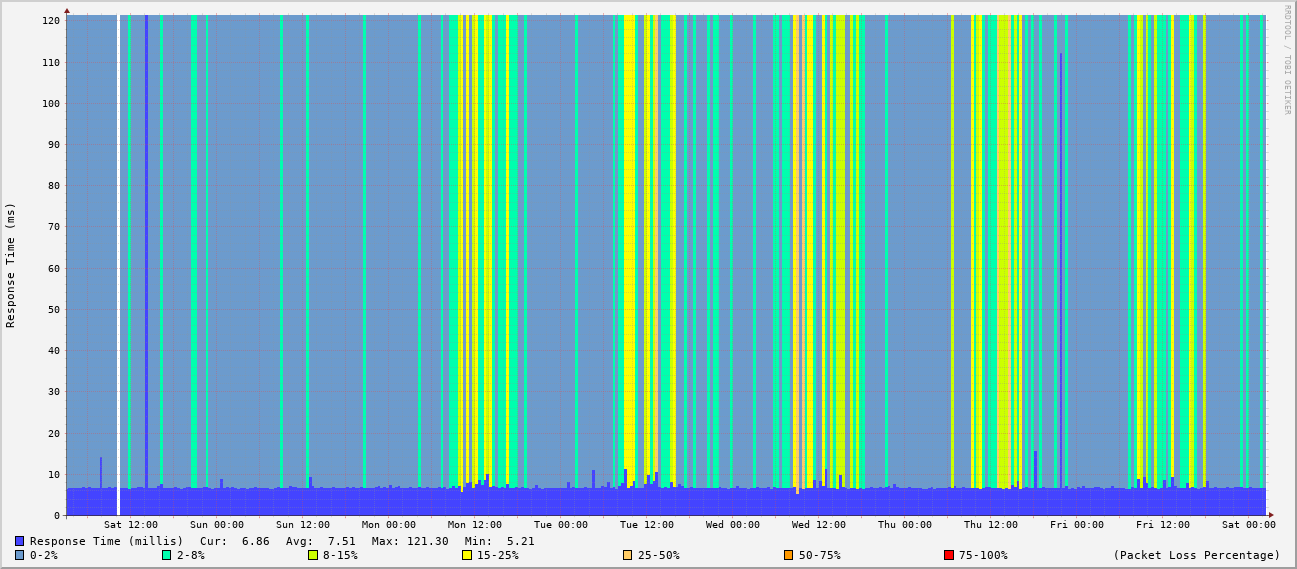 RRDTOOL / TOBI OETIKER
Response Time (ms)
120
110
100
90
80
70
60
50
40
30
20
10
0
Sat 12:00 Sun 00:00 Sun 12:00 Mon 00:00 Mon 12:00 Tue 00:00 Tue 12:00 Wed 00:00 Wed 12:00 Thu 00:00 Thu 12:00 Fri 00:00 Fri 12:00 Sat 00:00
Response Time (millis) Cur: 6.86 Avg: 7.51 Max: 121.30 Min: 5.21
0-2% 2-8% 8-15% 15-25% 25-50% 50-75% 75-100% (Packet Loss Percentage)